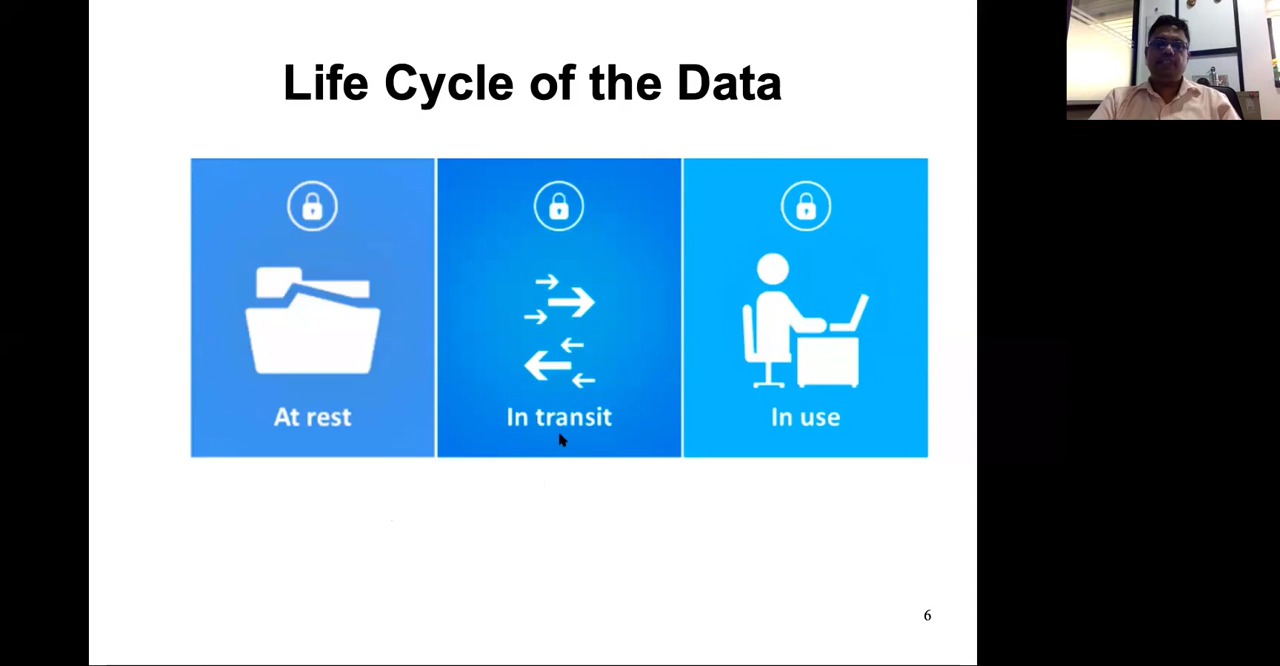 Life Cycle of the Data
At rest
In transit
In use
6